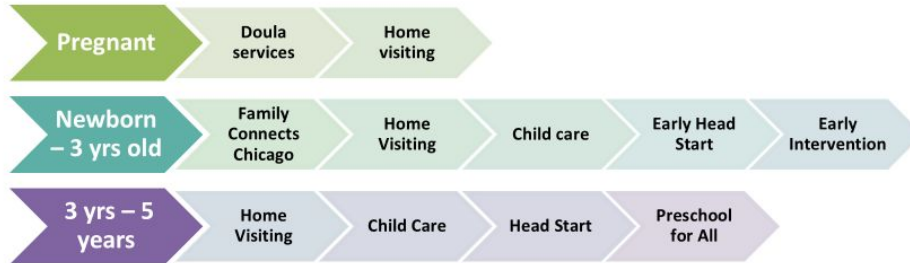 Pregnant
Doula
services
Home
visiting
Newborn
– 3 yrs old
Family
Connects
Chicago
Home
Visiting
Child care
Early Head
Start
Early
Intervention
3 yrs – 5
years
Home
Visiting
Child Care
Head Start
Preschool
for All